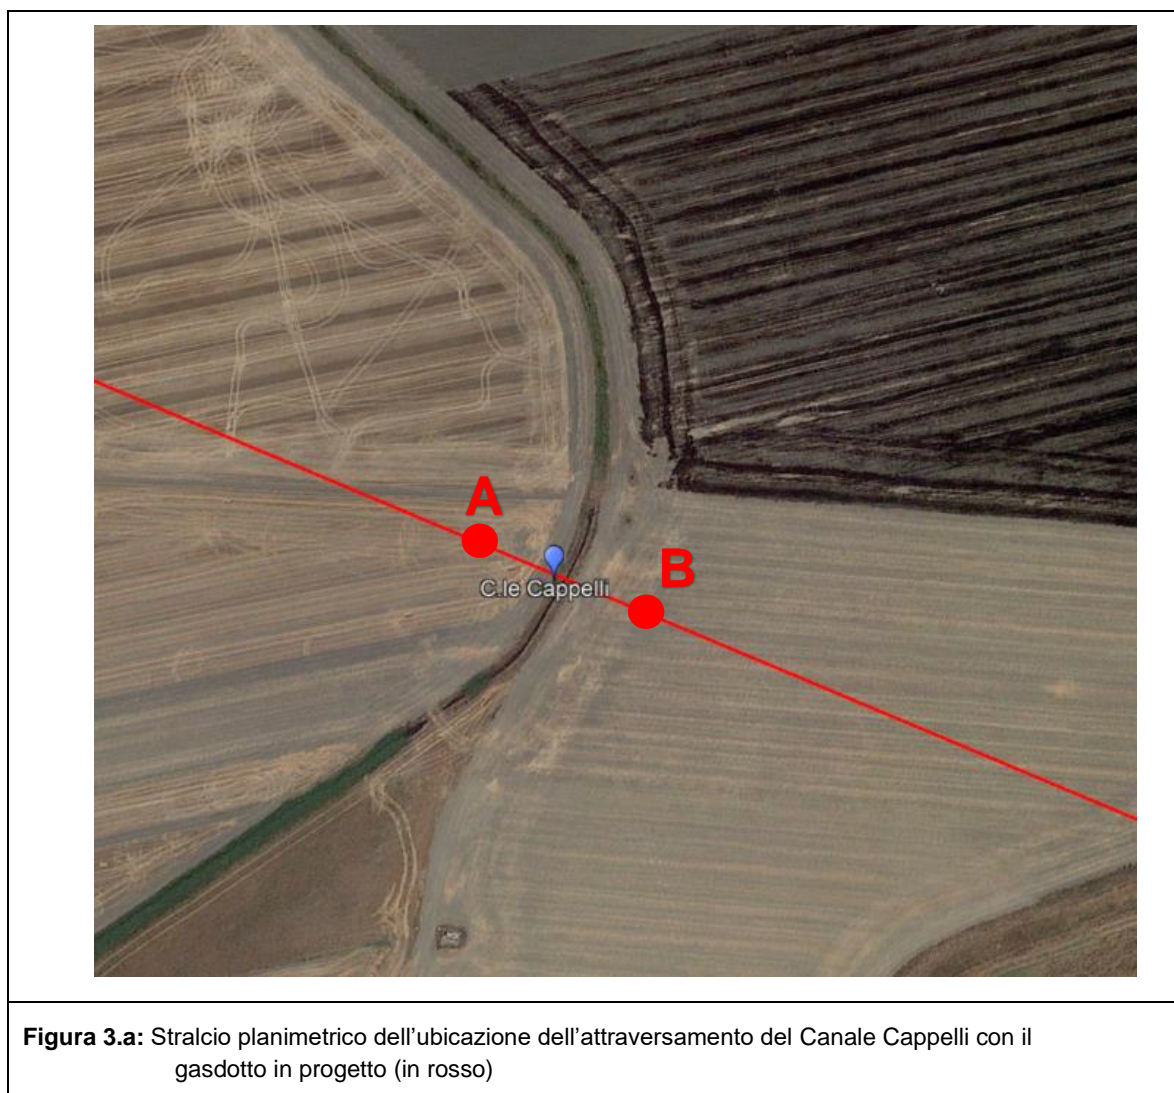 A
B
C.le Cappelli
Figura 3.a: Stralcio planimetrico dell’ubicazione dell’attraversamento del Canale Cappelli con il
gasdotto in progetto (in rosso)